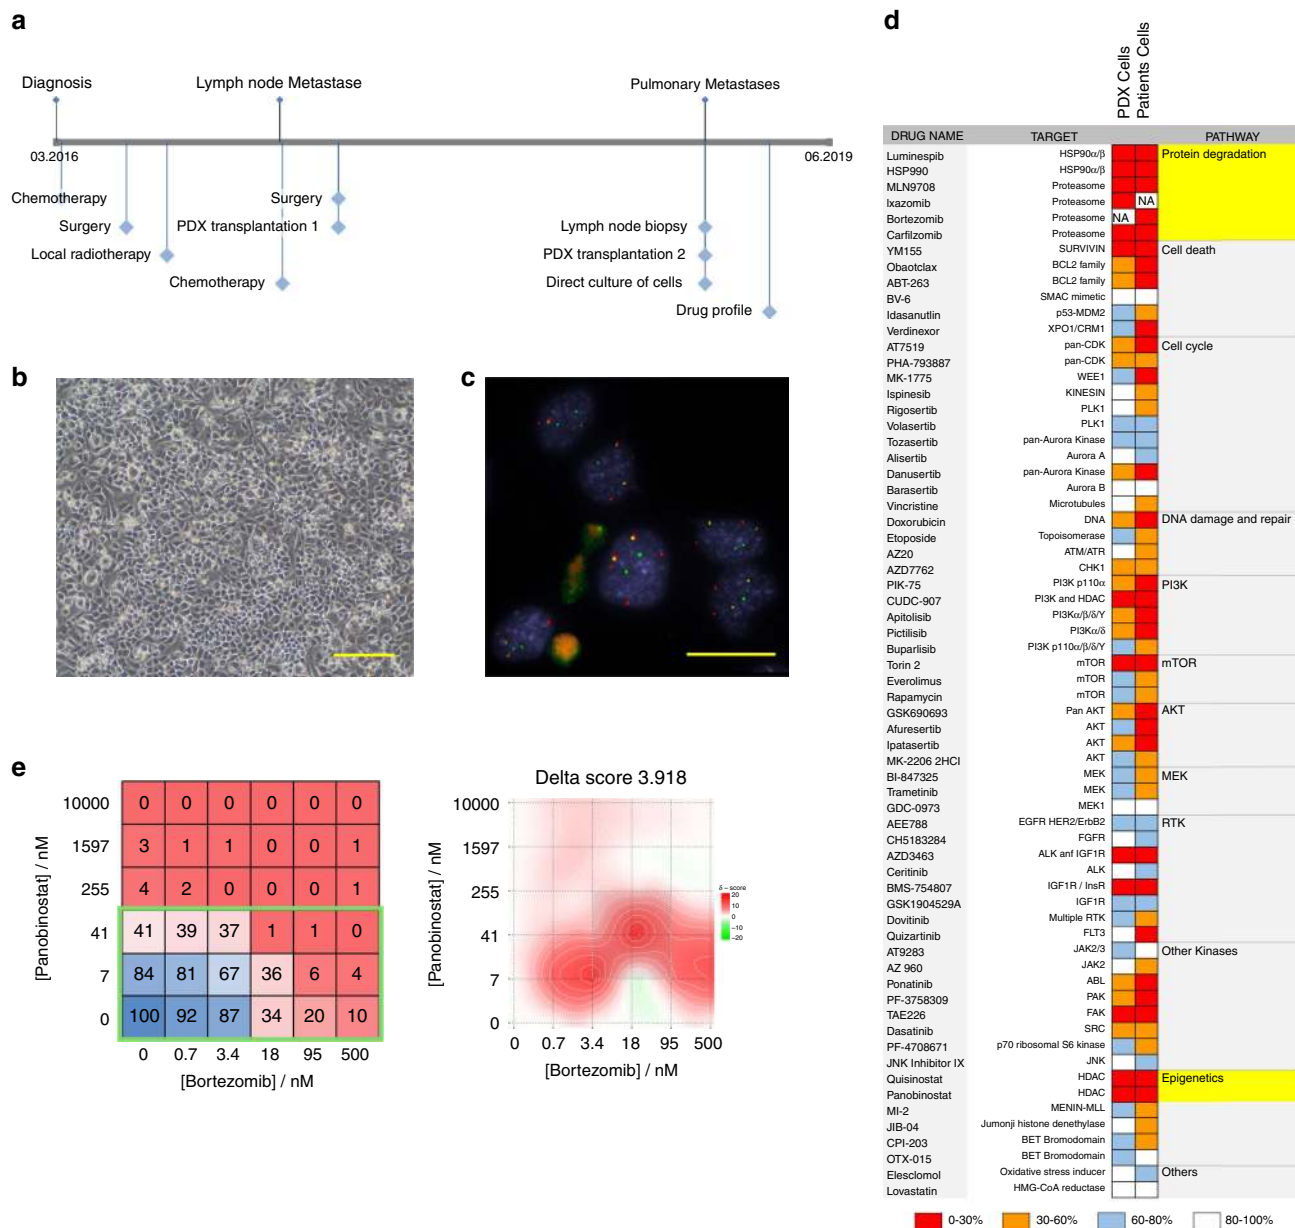 a
Diagnosis
Lymph node Metastase
Pulmonary Metastases
03.2016
06.2019
Chemotherapy
Surgery
Surgery
PDX transplantation 1
Lymph node biopsy
Local radiotherapy
PDX transplantation 2
Chemotherapy
Direct culture of cells
Drug profile
b
c
d
PDX Cells
Patients Cells
DRUG NAME TARGET PATHWAY
Luminespib HSP90α/β Protein degradation
HSP990 HSP90α/β
MLN9708 Proteasome
Ixazomib Proteasome NA
Bortezomib Proteasome NA
Carfilzomib Proteasome
YM155 SURVIVIN Cell death
Obaotclax BCL2 family
ABT-263 BCL2 family
BV-6 SMAC mimetic
Idasanutlin p53-MDM2
Verdinexor XPO1/CRM1
AT7519 pan-CDK Cell cycle
PHA-793887 pan-CDK
MK-1775 WEE1
Ispinesib KINESIN
Rigosertib PLK1
Volasertib PLK1
Tozasertib pan-Aurora Kinase
Alisertib Aurora A
Danusertib pan-Aurora Kinase
Barasertib Aurora B
Vincristine Microtubules
Doxorubicin DNA DNA damage and repair
Etoposide Topoisomerase
AZ20 ATM/ATR
AZD7762 CHK1
PIK-75 PI3K p110α PI3K
CUDC-907 PI3K and HDAC
Apitolisib PI3Kα/β/δ/Y
Pictilisib PI3Kα/δ
Buparlisib PI3K p110α/β/δ/Y
Torin 2 mTOR mTOR
Everolimus mTOR
Rapamycin mTOR
GSK690693 Pan AKT AKT
Afuresertib AKT
Ipatasertib AKT
MK-2206 2HCl AKT
BI-847325 MEK MEK
Trametinib MEK
GDC-0973 MEK1
AEE788 EGFR HER2/ErbB2 RTK
CH5183284 FGFR
AZD3463 ALK anf IGF1R
Ceritinib ALK
BMS-754807 IGF1R / InsR
GSK1904529A IGF1R
Dovitinib Multiple RTK
Quizartinib FLT3
AT9283 JAK2/3 Other Kinases
AZ 960 JAK2
Ponatinib ABL
PF-3758309 PAK
TAE226 FAK
Dasatinib SRC
PF-4708671 p70 ribosomal S6 kinase
JNK Inhibitor IX JNK
Quisinostat HDAC Epigenetics
Panobinostat HDAC
MI-2 MENIN-MLL
JIB-04 Jumonji histone denethylase
CPI-203 BET Bromodomain
OTX-015 BET Bromodomain
Elesclomol Oxidative stress inducer Others
Lovastatin HMG-CoA reductase
0-30% 30-60% 60-80% 80-100%
e
[Panobinostat] / nM
10000 0 0 0 0 0 0
1597 3 1 1 0 0 1
255 4 2 0 0 0 1
41 41 39 37 1 1 0
7 84 81 67 36 6 4
0 100 92 87 34 20 10
0 0.7 3.4 18 95 500
[Bortezomib] / nM
Delta score 3.918
[Panobinostat] / nM
10000
1597
255
41
7
0
0 0.7 3.4 18 95 500
[Bortezomib] / nM
δ – score
20
10
0
−10
−20